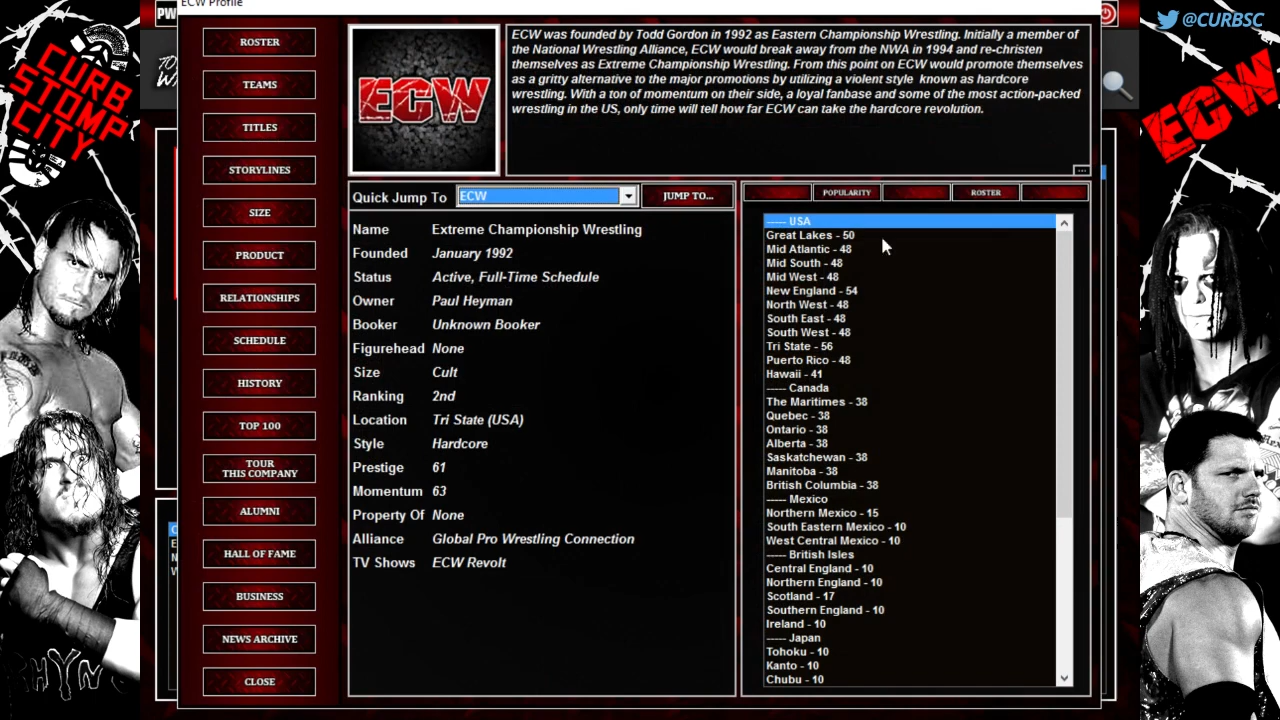 ECW Profile
PW
@CURBSC
CURB
STOMP
CITY
ECW
ROSTER
TEAMS
TITLES
STORYLINES
SIZE
PRODUCT
RELATIONSHIPS
SCHEDULE
HISTORY
TOP 100
TOUR
THIS COMPANY
ALUMNI
HALL OF FAME
BUSINESS
NEWS ARCHIVE
CLOSE
ECW
ECW was founded by Todd Gordon in 1992 as Eastern Championship Wrestling. Initially a member of
the National Wrestling Alliance, ECW would break away from the NWA in 1994 and re-christen
themselves as Extreme Championship Wrestling. From this point on ECW would promote themselves
as a gritty alternative to the major promotions by utilizing a violent style known as hardcore
wrestling. With a ton of momentum on their side, a loyal fanbase and some of the most action-packed
wrestling in the US, only time will tell how far ECW can take the hardcore revolution.
...
Quick Jump To ECW JUMP TO...
Name Extreme Championship Wrestling
Founded January 1992
Status Active, Full-Time Schedule
Owner Paul Heyman
Booker Unknown Booker
Figurehead None
Size Cult
Ranking 2nd
Location Tri State (USA)
Style Hardcore
Prestige 61
Momentum 63
Property Of None
Alliance Global Pro Wrestling Connection
TV Shows ECW Revolt
POPULARITY ROSTER
----- USA
Great Lakes - 50
Mid Atlantic - 48
Mid South - 48
Mid West - 48
New England - 54
North West - 48
South East - 48
South West - 48
Tri State - 56
Puerto Rico - 48
Hawaii - 41
----- Canada
The Maritimes - 38
Quebec - 38
Ontario - 38
Alberta - 38
Saskatchewan - 38
Manitoba - 38
British Columbia - 38
----- Mexico
Northern Mexico - 15
South Eastern Mexico - 10
West Central Mexico - 10
----- British Isles
Central England - 10
Northern England - 10
Scotland - 17
Southern England - 10
Ireland - 10
----- Japan
Tohoku - 10
Kanto - 10
Chubu - 10